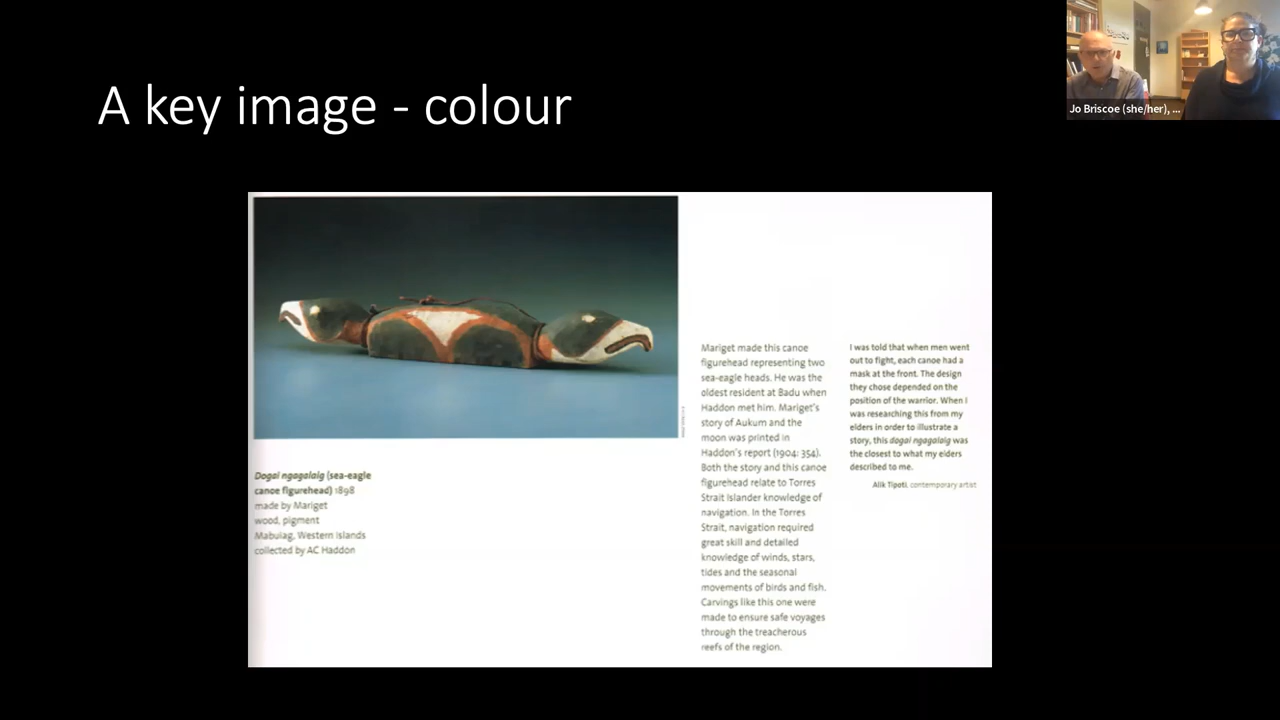 A key image - colour
Jo Briscoe (she/her), ...
Dogai ngagalaig (sea-eagle
canoe figurehead) 1898
made by Mariget
wood, pigment
Mabuiag, Western Islands
collected by AC Haddon
Mariget made this canoe
figurehead representing two
sea-eagle heads. He was the
oldest resident at Badu when
Haddon met him. Mariget's
story of Aukum and the
moon was printed in
Haddon's report (1904: 354).
Both the story and this canoe
figurehead relate to Torres
Strait Islander knowledge of
navigation. In the Torres
Strait, navigation required
great skill and detailed
knowledge of winds, stars,
tides and the seasonal
movements of birds and fish.
Carvings like this one were
made to ensure safe voyages
through the treacherous
reefs of the region.
I was told that when men went
out to fight, each canoe had a
mask at the front. The design
they chose depended on the
position of the warrior. When I
was researching this from my
elders in order to illustrate a
story, this dogai ngagalaig was
the closest to what my elders
described to me.
Alik Tipoti, contemporary artist